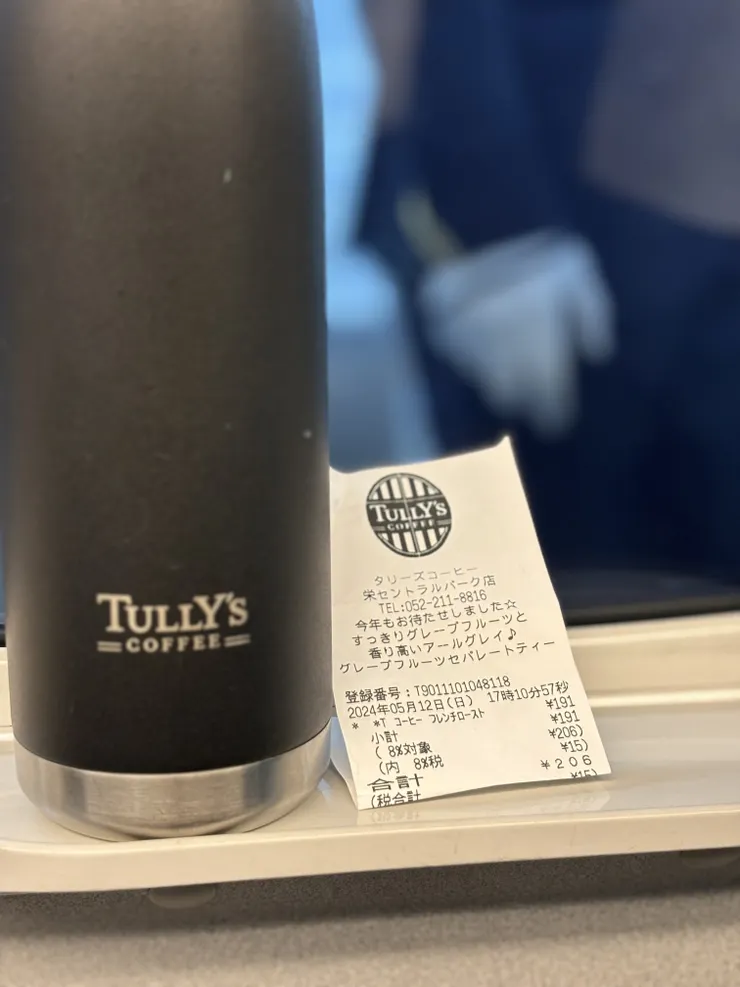 TULLY'S
COFFEE
TULLY'S
COFFEE
タリーズコーヒー
栄セントラルパーク店
TEL:052-211-8816
今年もお待たせしました☆
すっきりグレープフルーツと
香り高いアールグレイ♪
グレープフルーツセパレートティー
登録番号:T9011101048118
2024年05月12日(日) 17時10分57秒
* *T コーヒー フレンチロースト ¥191
小計 ¥191
( 8%対象 ¥206)
(内 8%税 ¥15)
合計 ¥206
(税合計 ¥15)